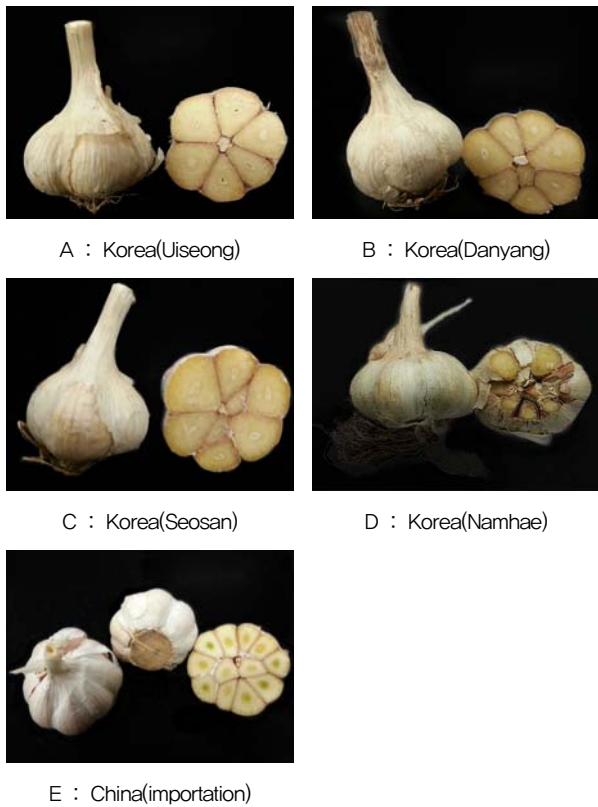 A : Korea(Uiseong)
B : Korea(Danyang)
C : Korea(Seosan)
D : Korea(Namhae)
E : China(importation)